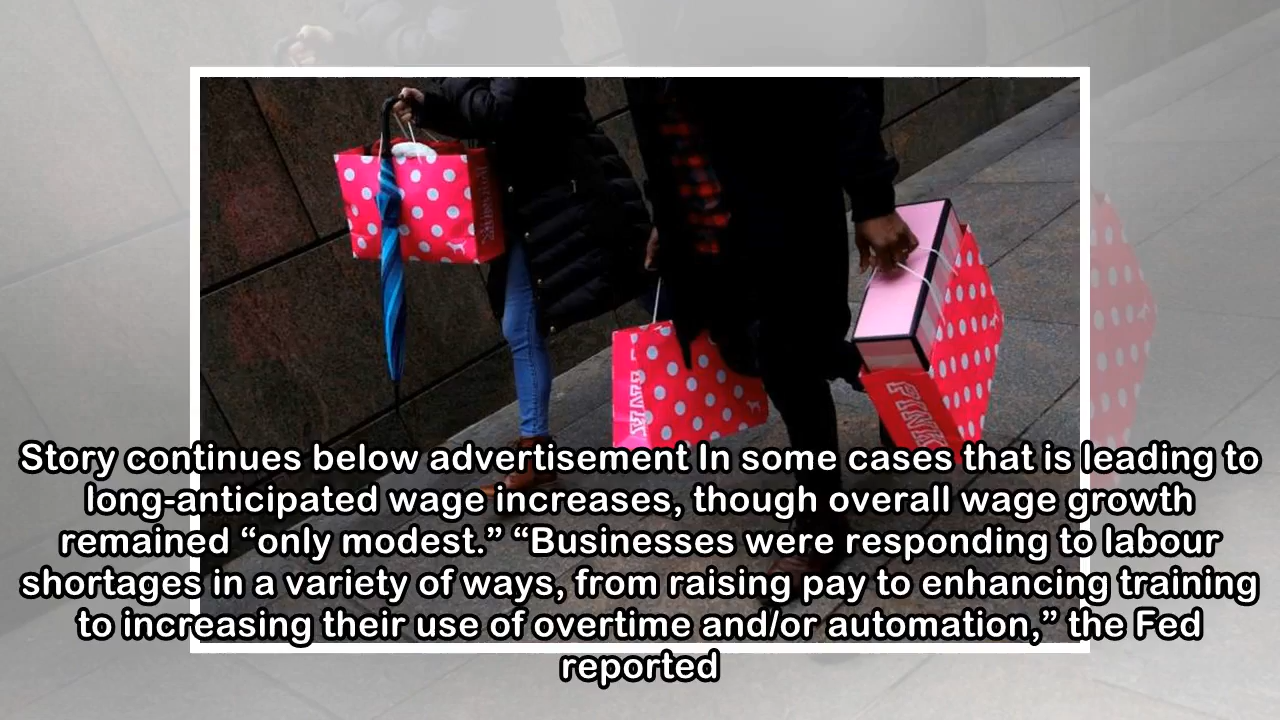 PINK
Story continues below advertisement In some cases that is leading to
long-anticipated wage increases, though overall wage growth
remained “only modest.” “Businesses were responding to labour
shortages in a variety of ways, from raising pay to enhancing training
to increasing their use of overtime and/or automation,” the Fed
reported